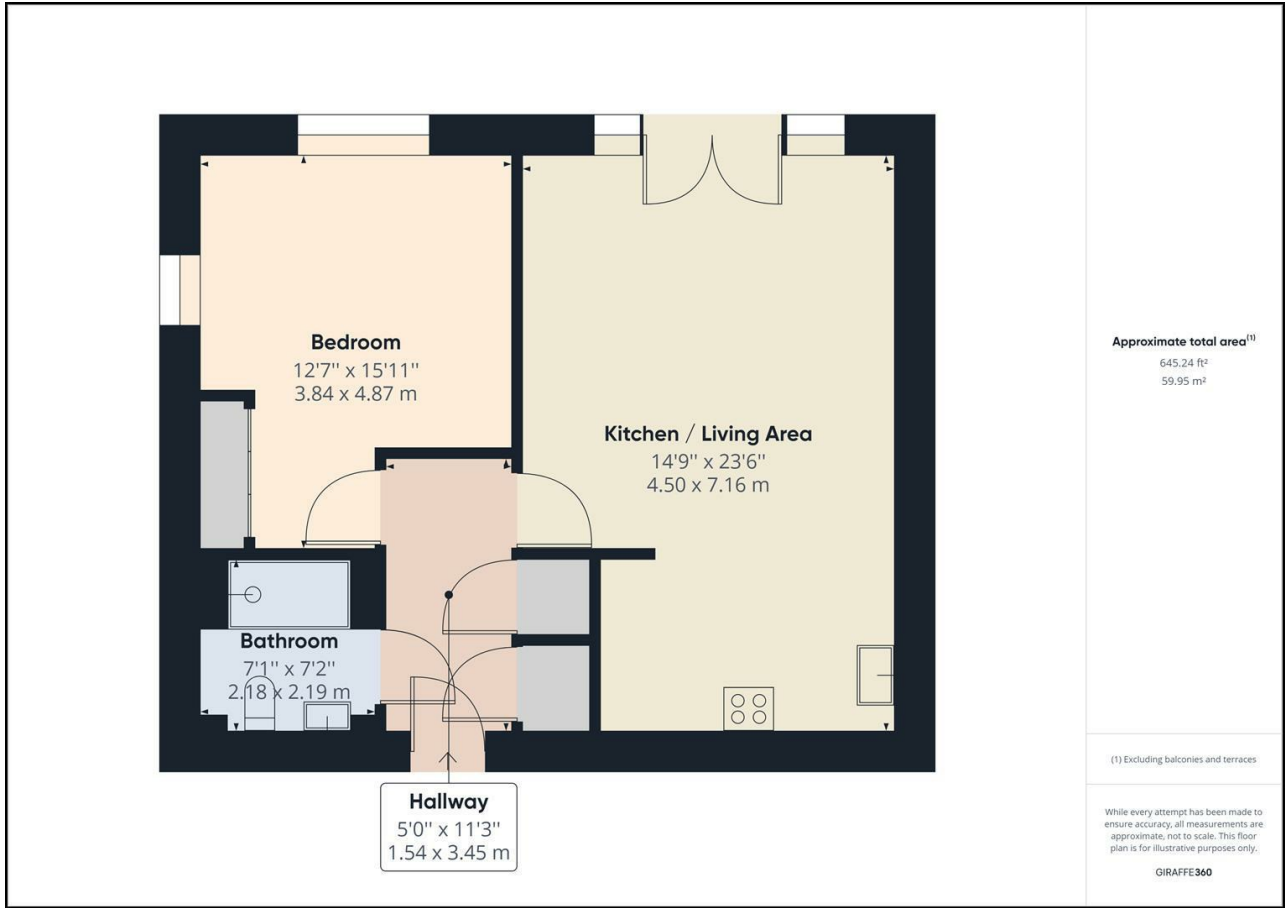 Bedroom
12'7'' x 15'11''
3.84 x 4.87 m
Kitchen / Living Area
14'9'' x 23'6''
4.50 x 7.16 m
Bathroom
7'1'' x 7'2''
2.18 x 2.19 m
Hallway
5'0'' x 11'3''
1.54 x 3.45 m
Approximate total area(1)
645.24 ft²
59.95 m²
(1) Excluding balconies and terraces
While every attempt has been made to
ensure accuracy, all measurements are
approximate, not to scale. This floor
plan is for illustrative purposes only.
GIRAFFE360